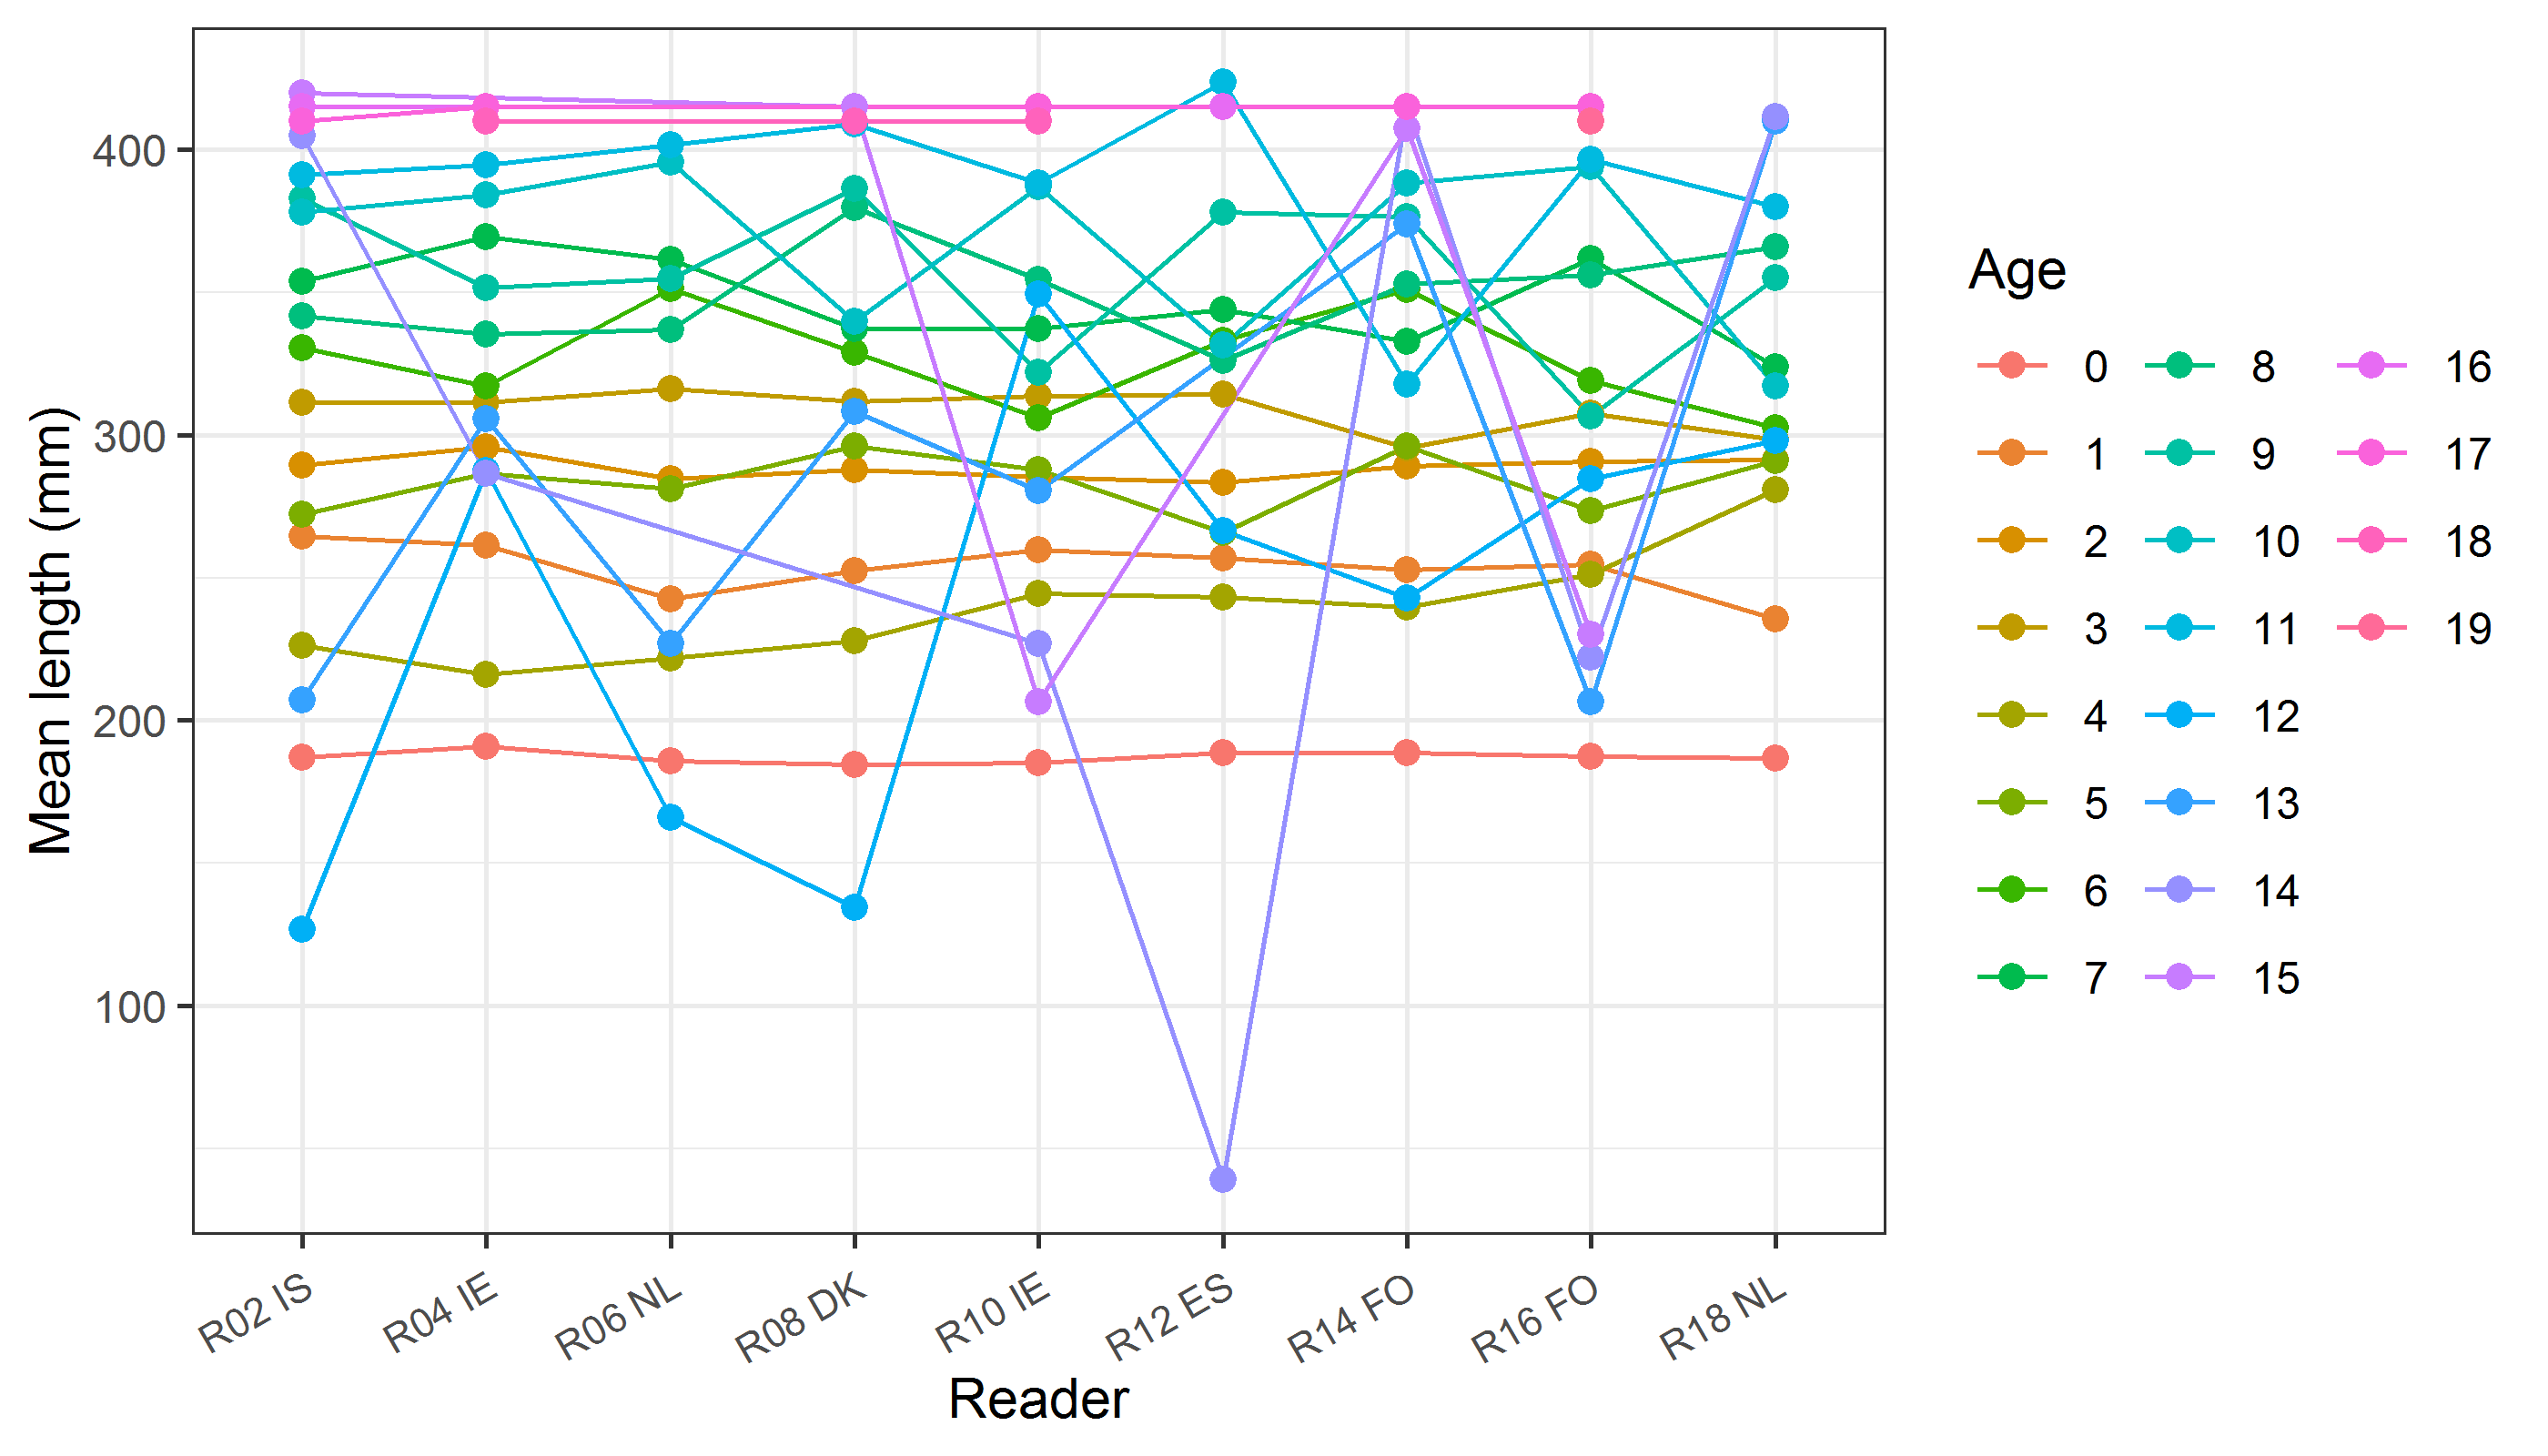 Mean length (mm)
400
300
200
100
R02 IS
R04 IE
R06 NL
R08 DK
R10 IE
R12 ES
R14 FO
R16 FO
R18 NL
Reader
Age
0 8 16
1 9 17
2 10 18
3 11 19
4 12
5 13
6 14
7 15